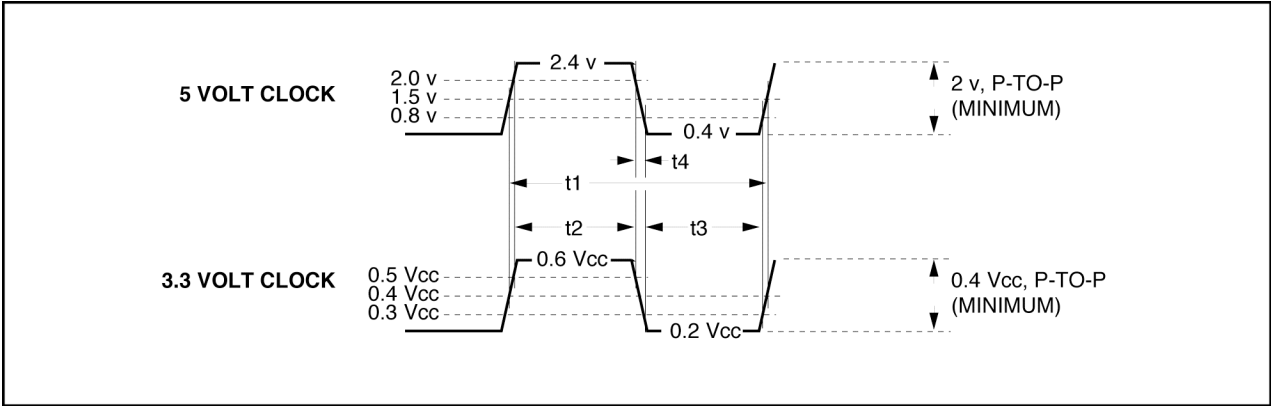 2.4 v
2.0 v
5 VOLT CLOCK
1.5 v
0.8 v
0.4 v
2 v, P-TO-P
(MINIMUM)
t4
t1
t2
t3
0.6 Vcc
3.3 VOLT CLOCK
0.5 Vcc
0.4 Vcc
0.3 Vcc
0.2 Vcc
0.4 Vcc, P-TO-P
(MINIMUM)